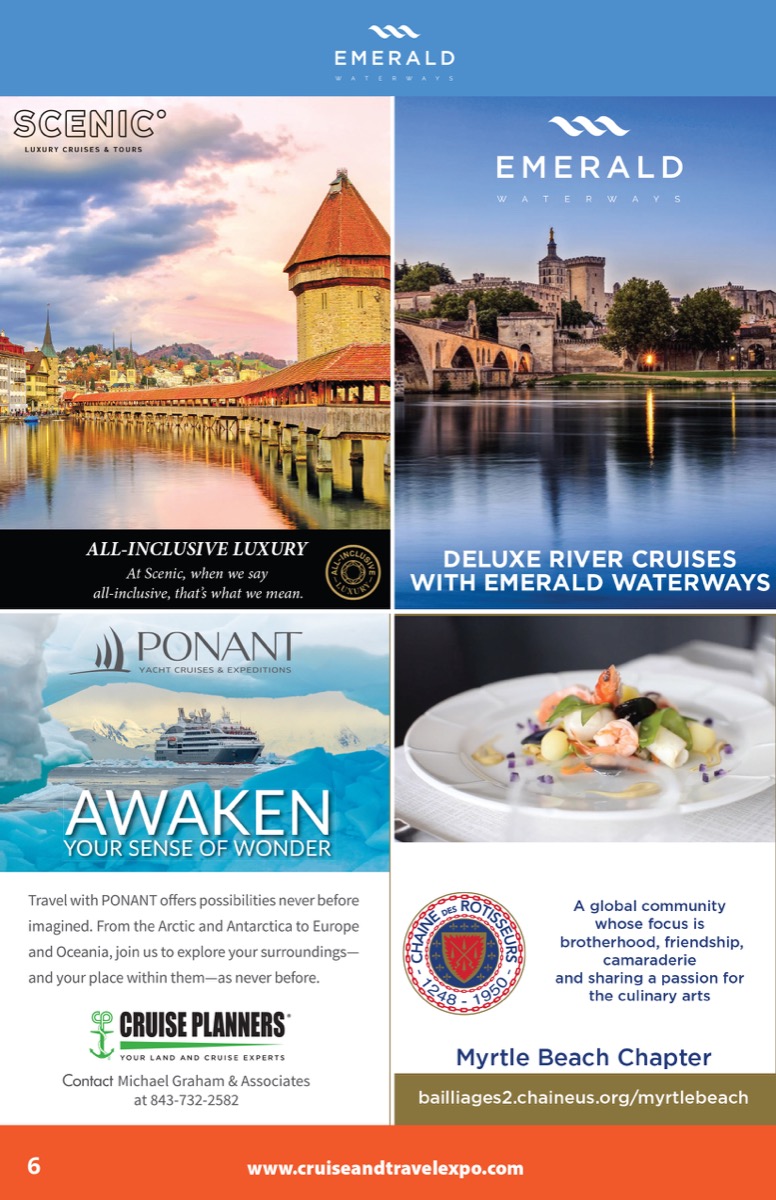 EMERALD
WATERWAYS
SCENIC°
LUXURY CRUISES & TOURS
ALL-INCLUSIVE LUXURY
At Scenic, when we say
all-inclusive, that's what we mean.
ALL-INCLUSIVE
LUXURY
EMERALD
WATERWAYS
DELUXE RIVER CRUISES
WITH EMERALD WATERWAYS
PONANT
YACHT CRUISES & EXPEDITIONS
AWAKEN
YOUR SENSE OF WONDER
Travel with PONANT offers possibilities never before
imagined. From the Arctic and Antarctica to Europe
and Oceania, join us to explore your surroundings—
and your place within them—as never before.
CRUISE PLANNERS®
YOUR LAND AND CRUISE EXPERTS
Contact Michael Graham & Associates
at 843-732-2582
CHAINE DES ROTISSEURS
- 1248 - 1950 -
A global community
whose focus is
brotherhood, friendship,
camaraderie
and sharing a passion for
the culinary arts
Myrtle Beach Chapter
bailliages2.chaineus.org/myrtlebeach
6
www.cruiseandtravelexpo.com